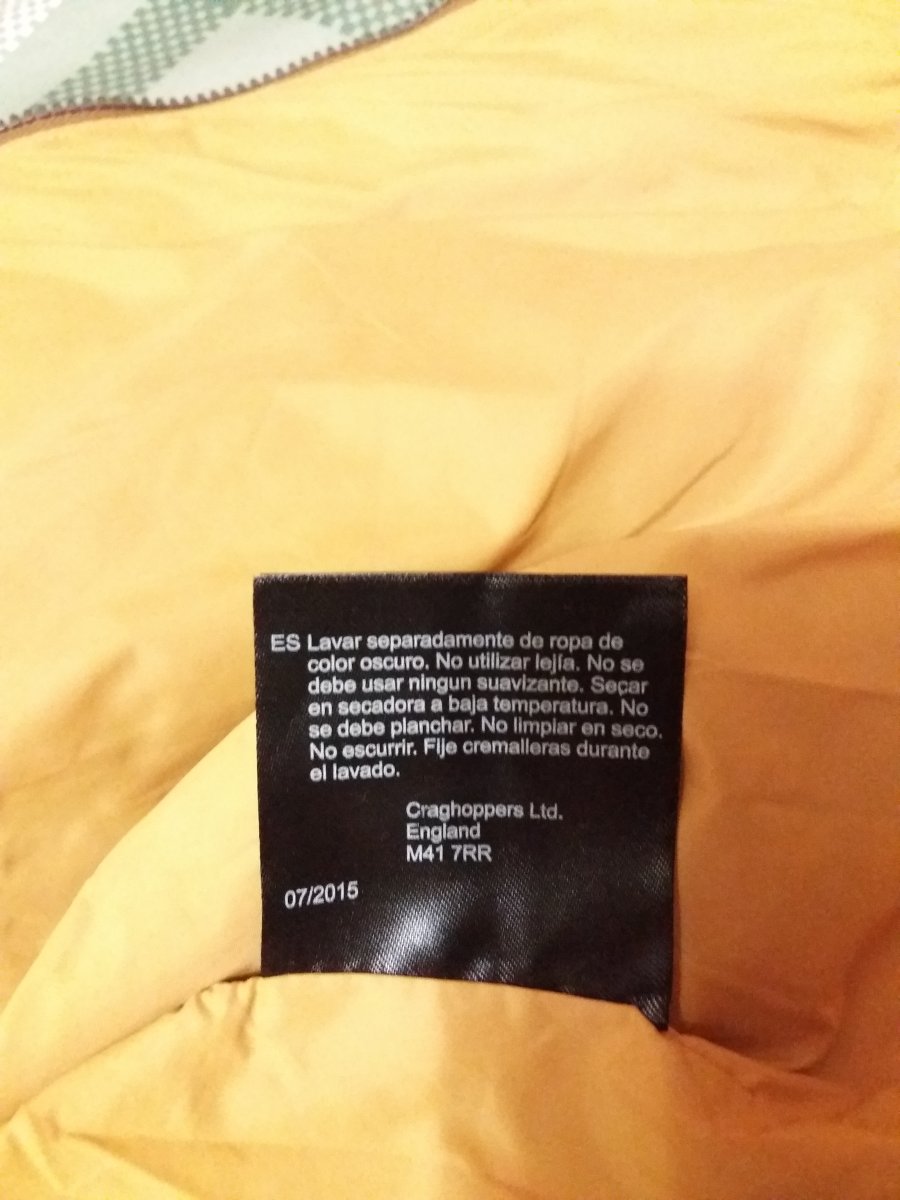 ES Lavar separadamente de ropa de
color oscuro. No utilizar lejía. No se
debe usar ningun suavizante. Seçar
en secadora a baja temperatura. No
se debe planchar. No limpiar en seco.
No escurrir. Fije cremalleras durante
el lavado.
Craghoppers Ltd.
England
M41 7RR
07/2015